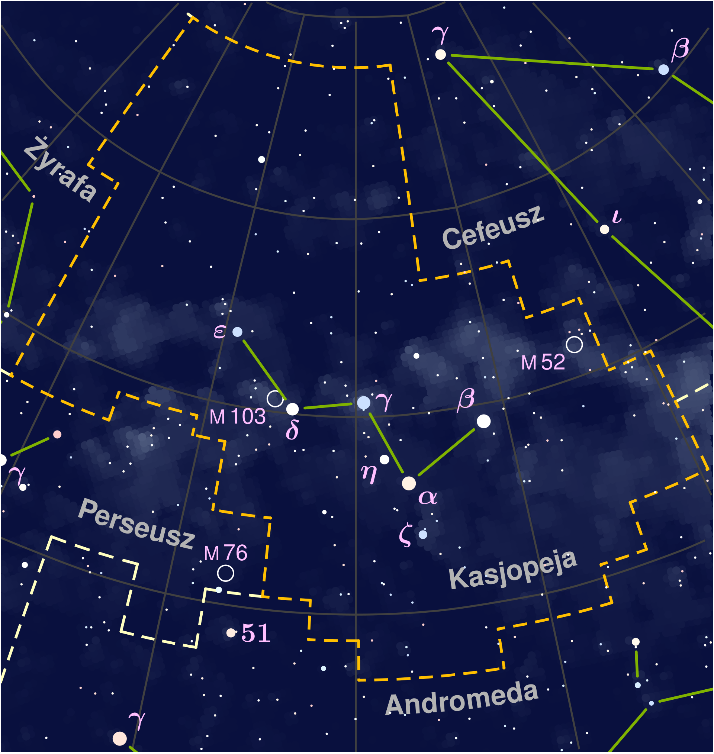 γ
β
Żyrafa
ι
Cefeusz
ε
M 52
M 103
δ
γ
β
η
α
γ
ζ
Perseusz
M 76
Kasjopeja
51
Andromeda
γ